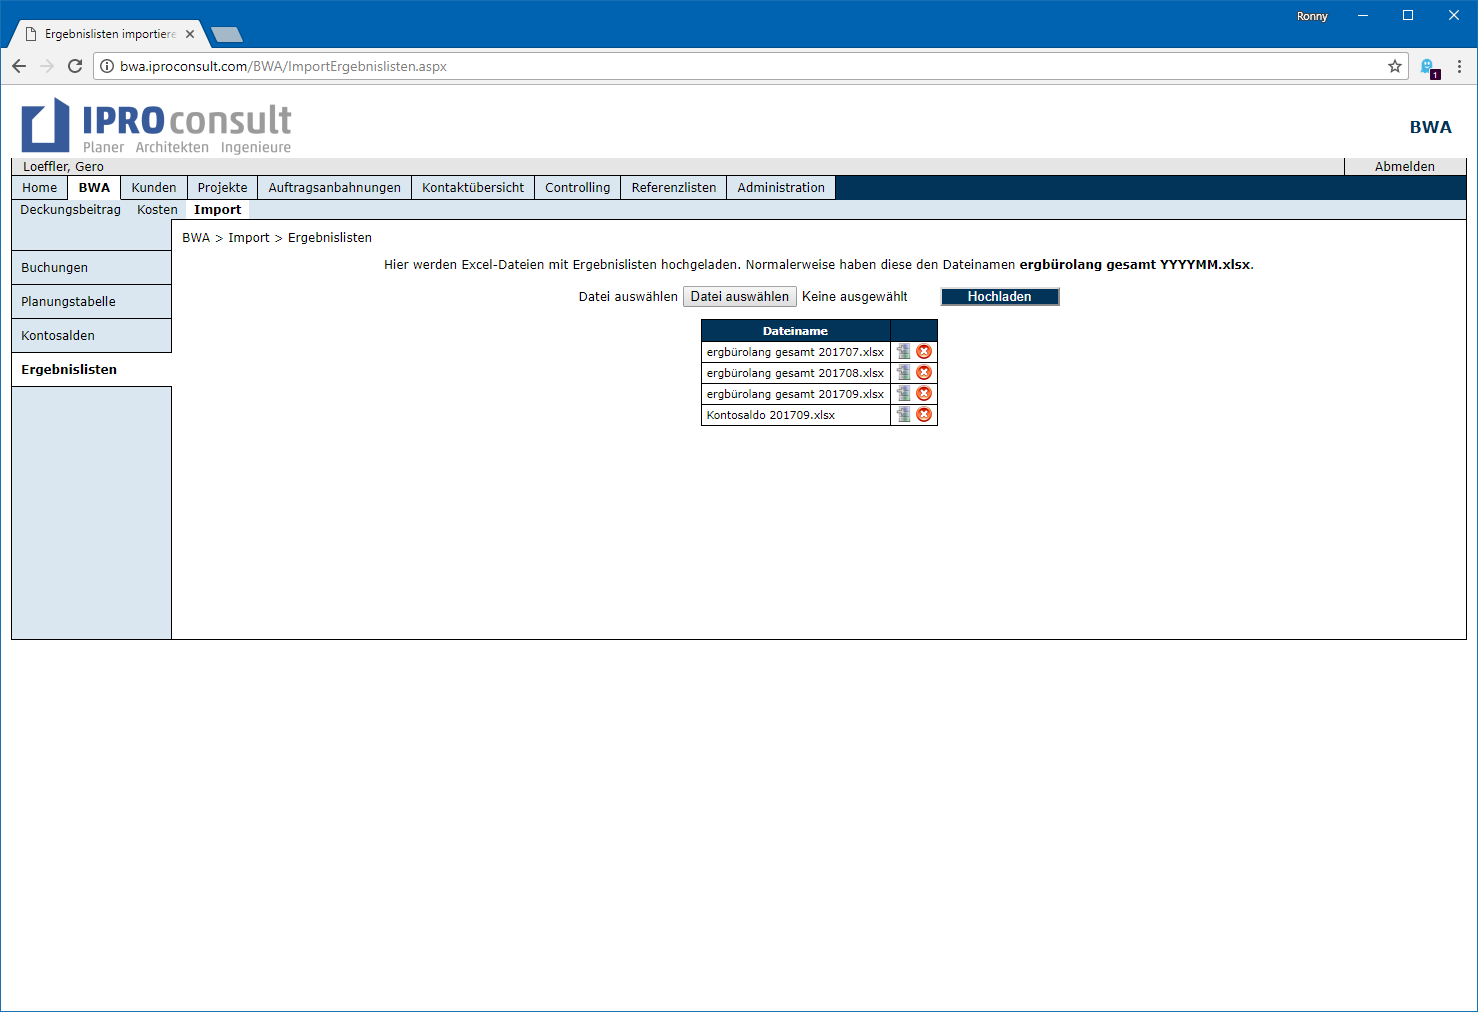 Ronny
Ergebnislisten importiere
bwa.iproconsult.com/BWA/ImportErgebnislisten.aspx
1
IPROconsult
Planer Architekten Ingenieure
BWA
Loeffler, Gero
Abmelden
Home BWA Kunden Projekte Auftragsanbahnungen Kontaktübersicht Controlling Referenzlisten Administration
Deckungsbeitrag Kosten Import
BWA > Import > Ergebnislisten
Buchungen
Planungstabelle
Kontosalden
Ergebnislisten
Hier werden Excel-Dateien mit Ergebnislisten hochgeladen. Normalerweise haben diese den Dateinamen ergbürolang gesamt YYYYMM.xlsx.
Datei auswählen Datei auswählen Keine ausgewählt Hochladen
Dateiname
ergbürolang gesamt 201707.xlsx
ergbürolang gesamt 201708.xlsx
ergbürolang gesamt 201709.xlsx
Kontosaldo 201709.xlsx